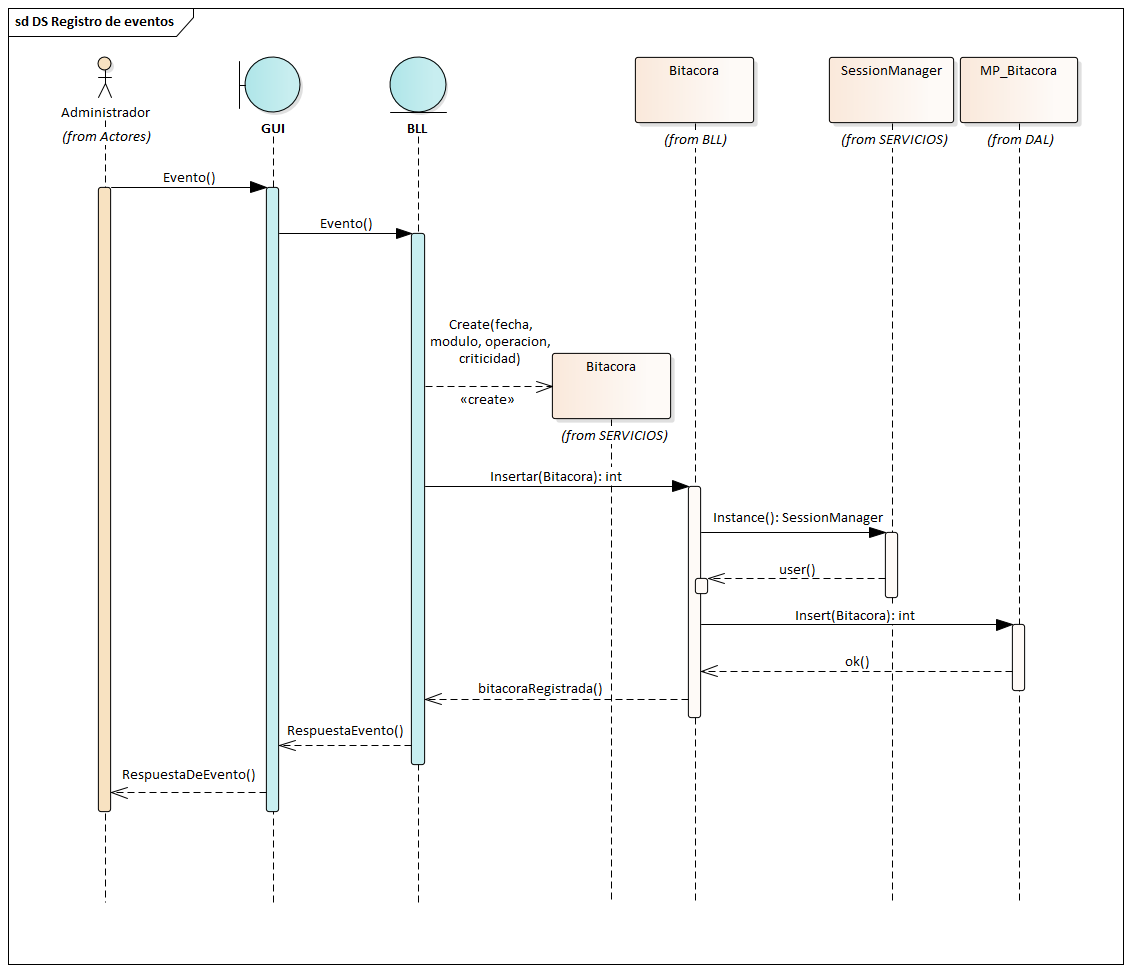 sd DS Registro de eventos
Administrador
(from Actores)
GUI
BLL
Bitacora
(from BLL)
SessionManager
(from SERVICIOS)
MP_Bitacora
(from DAL)
Evento()
Evento()
Create(fecha,
modulo, operacion,
criticidad)
«create»
Bitacora
(from SERVICIOS)
Insertar(Bitacora): int
Instance(): SessionManager
user()
Insert(Bitacora): int
ok()
bitacoraRegistrada()
RespuestaEvento()
RespuestaDeEvento()